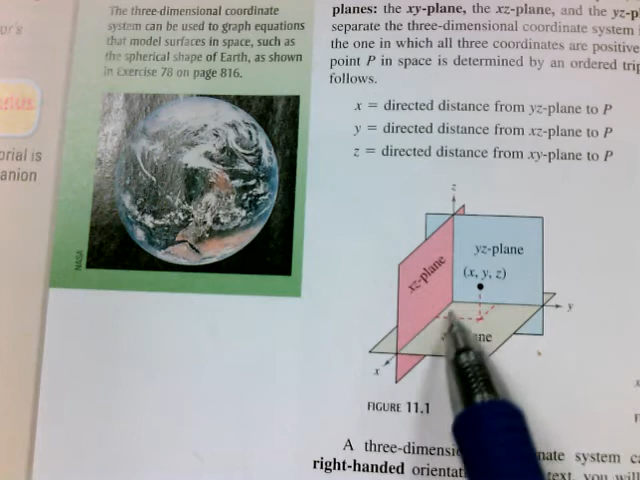 or's
orial is
anion
The three-dimensional coordinate
system can be used to graph equations
that model surfaces in space, such as
the spherical shape of Earth, as shown
in Exercise 78 on page 816.
NASA
planes: the xy-plane, the xz-plane, and the yz-p
separate the three-dimensional coordinate system i
the one in which all three coordinates are positive
point P in space is determined by an ordered trip
follows.
x = directed distance from yz-plane to P
y = directed distance from xz-plane to P
z = directed distance from xy-plane to P
z
yz-plane
xz-plane
(x, y, z)
y
ne
x
FIGURE 11.1
A three-dimensi nate system ca
right-handed orientat text, you will